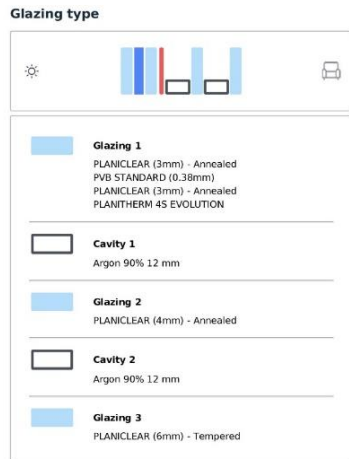 Glazing type
Glazing 1
PLANICLEAR (3mm) - Annealed
PVB STANDARD (0.38mm)
PLANICLEAR (3mm) - Annealed
PLANITHERM 4S EVOLUTION
Cavity 1
Argon 90% 12 mm
Glazing 2
PLANICLEAR (4mm) - Annealed
Cavity 2
Argon 90% 12 mm
Glazing 3
PLANICLEAR (6mm) - Tempered